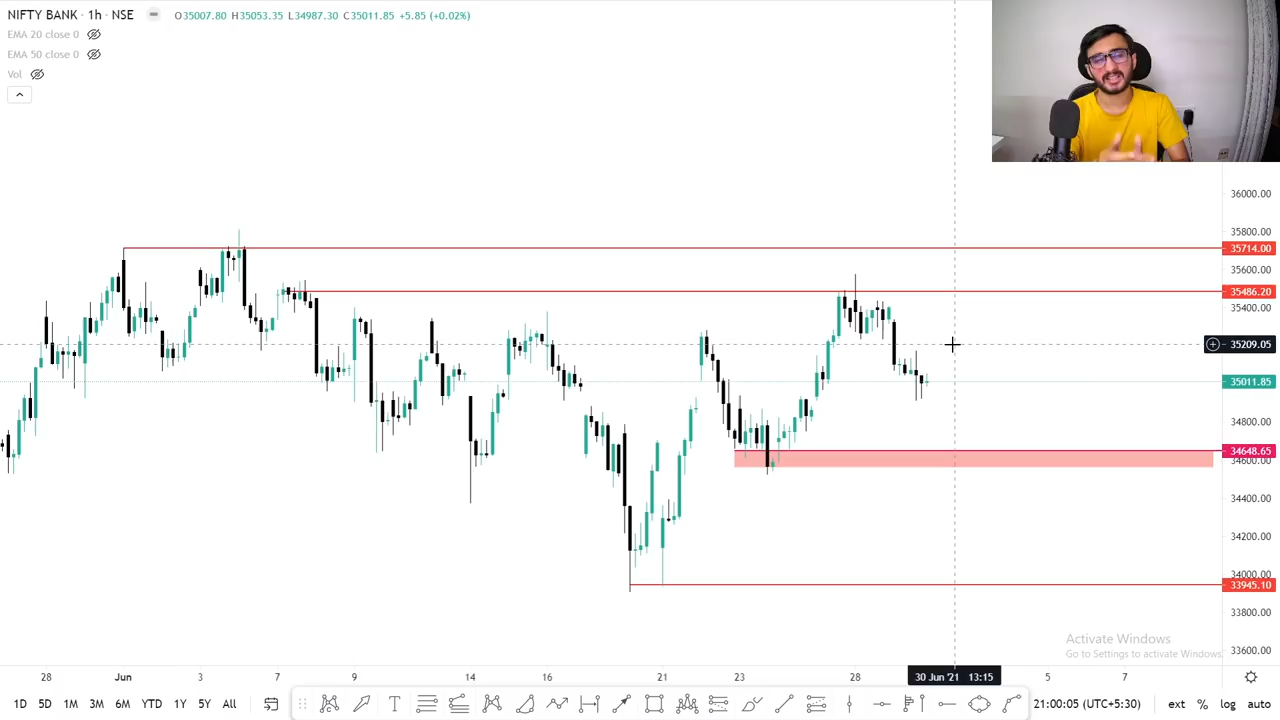 NIFTY BANK · 1h · NSE O35007.80 H35053.35 L34987.30 C35011.85 +5.85 (+0.02%)
EMA 20 close 0
EMA 50 close 0
Vol
36000.00
35800.00
35714.00
35600.00
35486.20
35400.00
35209.05
35011.85
34800.00
34648.65
34600.00
34400.00
34200.00
34000.00
33945.10
33800.00
33600.00
Activate Windows
Go to Settings to activate Windows.
28 Jun 3 7 9 14 16 21 23 28 30 Jun '21 13:15 5 7
1D 5D 1M 3M 6M YTD 1Y 5Y All T 21:00:05 (UTC+5:30) ext % log auto